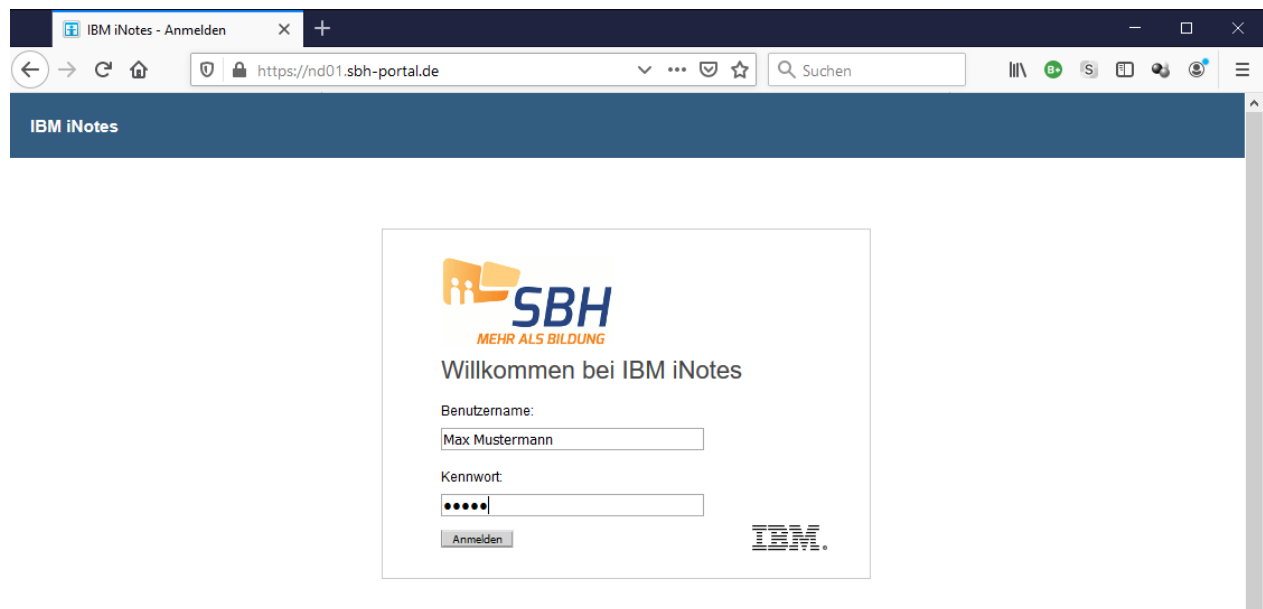 IBM iNotes - Anmelden
https://nd01.sbh-portal.de
Suchen
B+
S
IBM iNotes
SBH
MEHR ALS BILDUNG
Willkommen bei IBM iNotes
Benutzername:
Max Mustermann
Kennwort:
•••••
Anmelden
IBM®